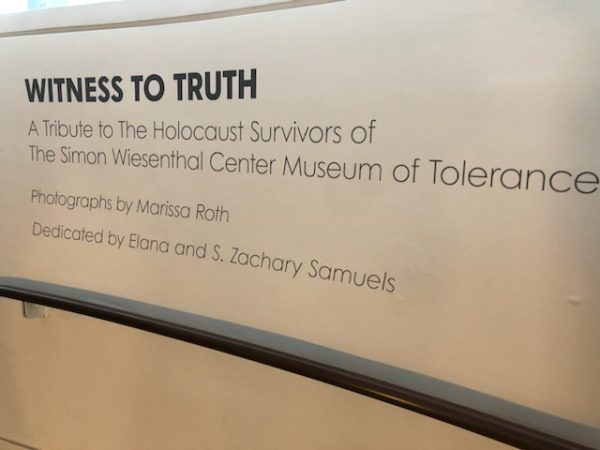 WITNESS TO TRUTH
A Tribute to The Holocaust Survivors of
The Simon Wiesenthal Center Museum of Tolerance
Photographs by Marissa Roth
Dedicated by Elana and S. Zachary Samuels